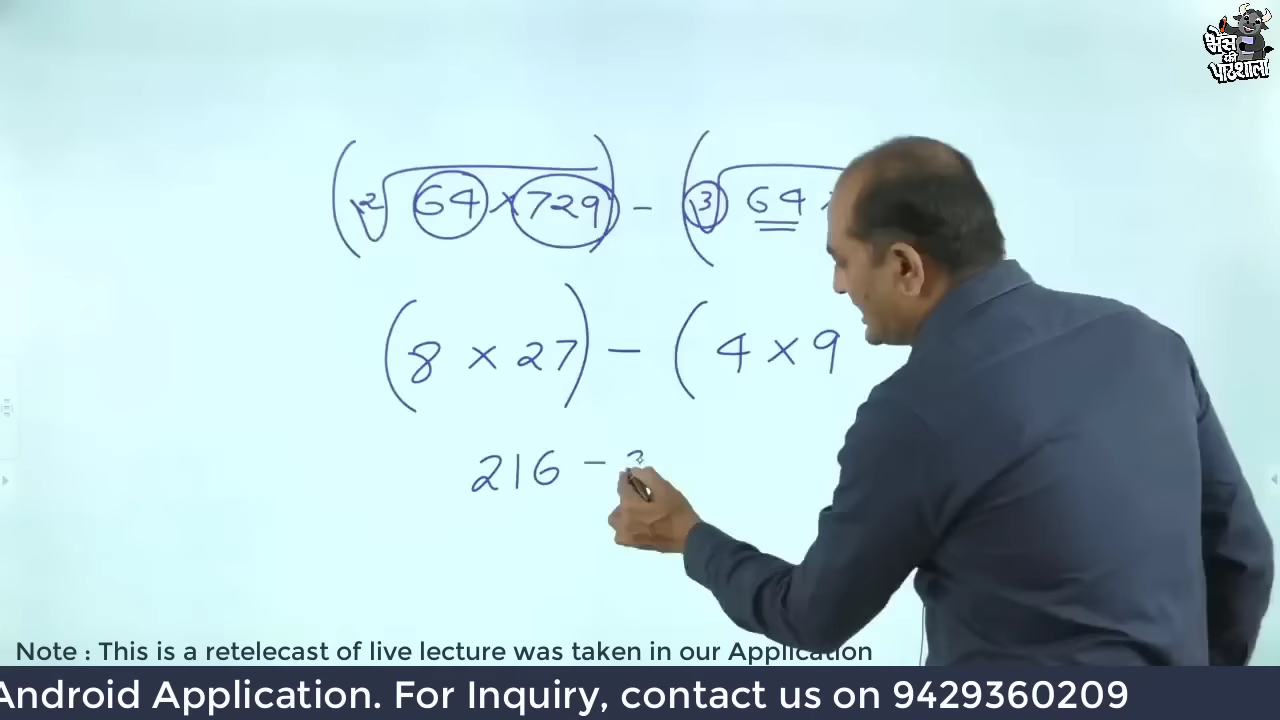 भैंस
की
पाठशाला
(²√64 × 729) - (³√64
(8 × 27) - (4 × 9
216 -
Note : This is a retelecast of live lecture was taken in our Application
Android Application. For Inquiry, contact us on 9429360209